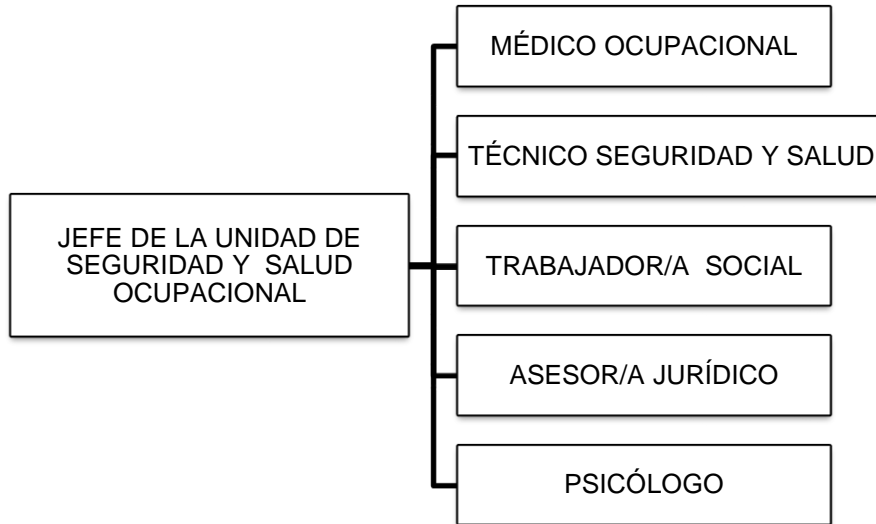 MÉDICO OCUPACIONAL
TÉCNICO SEGURIDAD Y SALUD
JEFE DE LA UNIDAD DE
SEGURIDAD Y SALUD
OCUPACIONAL
TRABAJADOR/A SOCIAL
ASESOR/A JURÍDICO
PSICÓLOGO